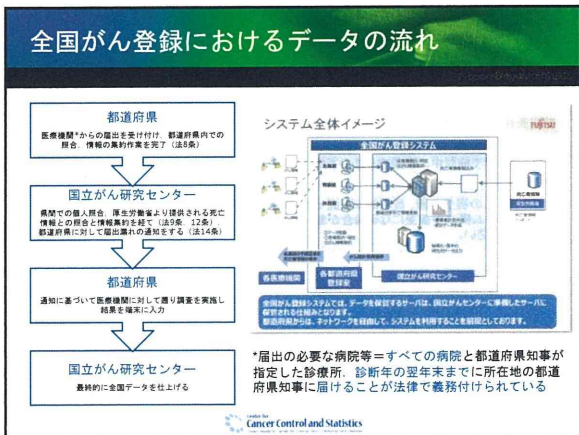 全国がん登録におけるデータの流れ
都道府県
医療機関*からの届出を受け付け、都道府県内での
照合、情報の集約作業を完了（法8条）
国立がん研究センター
県間での個人照合、厚生労働省より提供される死亡
情報との照合と情報集約を経て（法9条、12条）
都道府県に対して届出漏れの通知をする（法14条）
都道府県
通知に基づいて医療機関に対して遡り調査を実施し
結果を端末に入力
国立がん研究センター
最終的に全国データを仕上げる
システム全体イメージ
FUJITSU
全国がん登録システム
各医療機関
各都道府県
登録室
国立がん研究センター
全国がん登録システムでは、データを保管するサーバは、国立がんセンターに準備したサーバに
保管される仕組みとなります。
都道府県からは、ネットワークを経由して、システムを利用することを前提としております。
*届出の必要な病院等＝すべての病院と都道府県知事が
指定した診療所．診断年の翌年末までに所在地の都道
府県知事に届けることが法律で義務付けられている
Center for
Cancer Control and Statistics